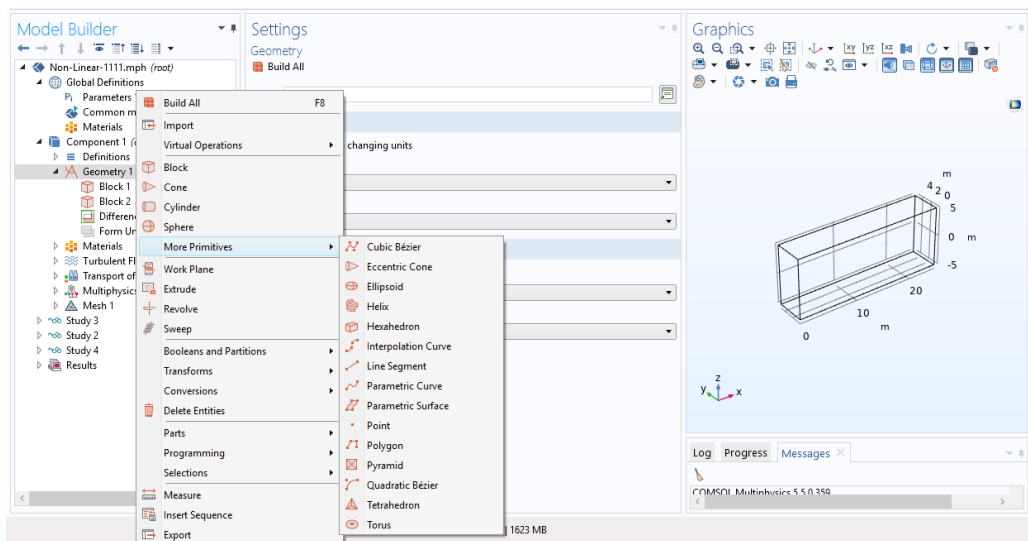 Model Builder
Non-Linear-1111.mph (root)
Global Definitions
Pi Parameters
Common m
Materials
Component 1 (c
Definitions
Geometry 1
Block 1
Block 2
Differen
Form Un
Materials
Turbulent Fl
Transport of
Multiphysics
Mesh 1
Study 3
Study 2
Study 4
Results
Build All F8
Import
Virtual Operations
Block
Cone
Cylinder
Sphere
More Primitives
Work Plane
Extrude
Revolve
Sweep
Booleans and Partitions
Transforms
Conversions
Delete Entities
Parts
Programming
Selections
Measure
Insert Sequence
Export
Cubic Bézier
Eccentric Cone
Ellipsoid
Helix
Hexahedron
Interpolation Curve
Line Segment
Parametric Curve
Parametric Surface
Point
Polygon
Pyramid
Quadratic Bézier
Tetrahedron
Torus
Settings
Geometry
Build All
changing units
1623 MB
Graphics
xy yz xz
m
4 2 0
5
0 m
-5
20
10
m
0
z
y x
Log Progress Messages
COMSOL Multiphysics 5.5.0.359